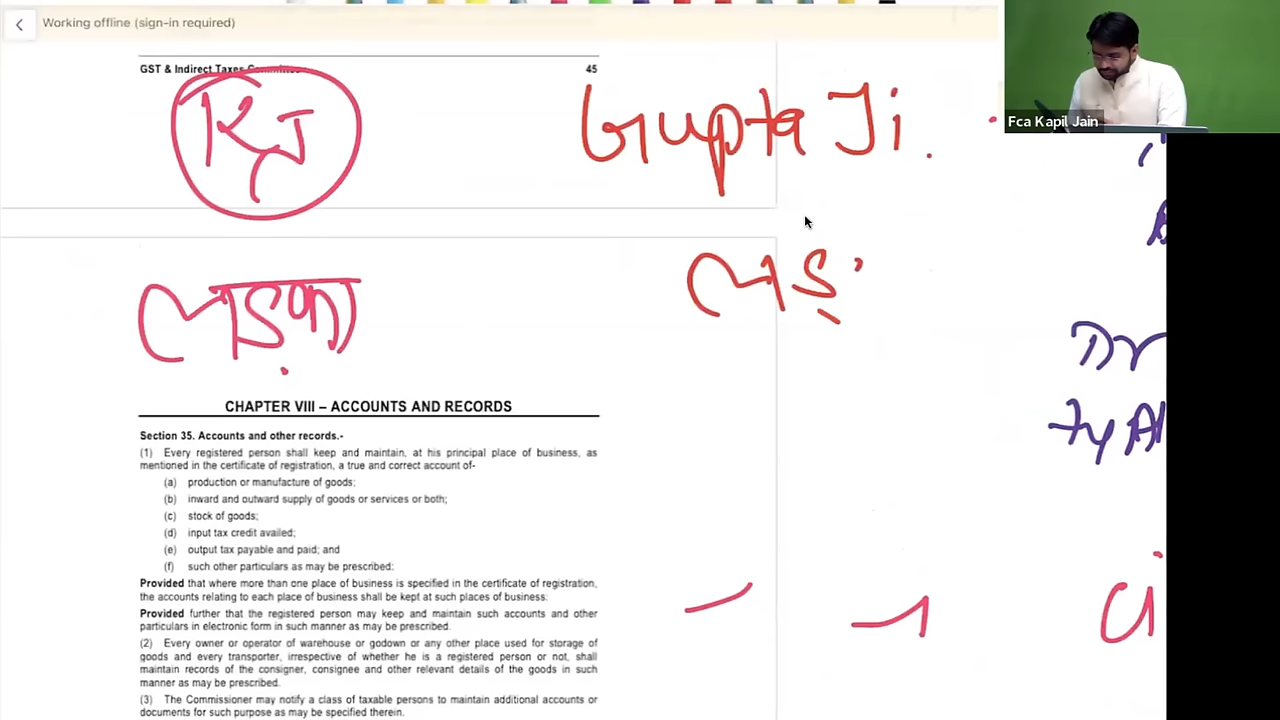 Working offline (sign-in required)
Fca Kapil Jain
GST & Indirect Taxes Committee 45
KJ
Gupta Ji.
लड़का
लड़
CHAPTER VIII – ACCOUNTS AND RECORDS
Section 35. Accounts and other records.-
(1) Every registered person shall keep and maintain, at his principal place of business, as
mentioned in the certificate of registration, a true and correct account of-
(a) production or manufacture of goods;
(b) inward and outward supply of goods or services or both;
(c) stock of goods;
(d) input tax credit availed;
(e) output tax payable and paid; and
(f) such other particulars as may be prescribed:
Provided that where more than one place of business is specified in the certificate of registration,
the accounts relating to each place of business shall be kept at such places of business:
Provided further that the registered person may keep and maintain such accounts and other
particulars in electronic form in such manner as may be prescribed.
(2) Every owner or operator of warehouse or godown or any other place used for storage of
goods and every transporter, irrespective of whether he is a registered person or not, shall
maintain records of the consigner, consignee and other relevant details of the goods in such
manner as may be prescribed.
(3) The Commissioner may notify a class of taxable persons to maintain additional accounts or
documents for such purpose as may be specified therein.